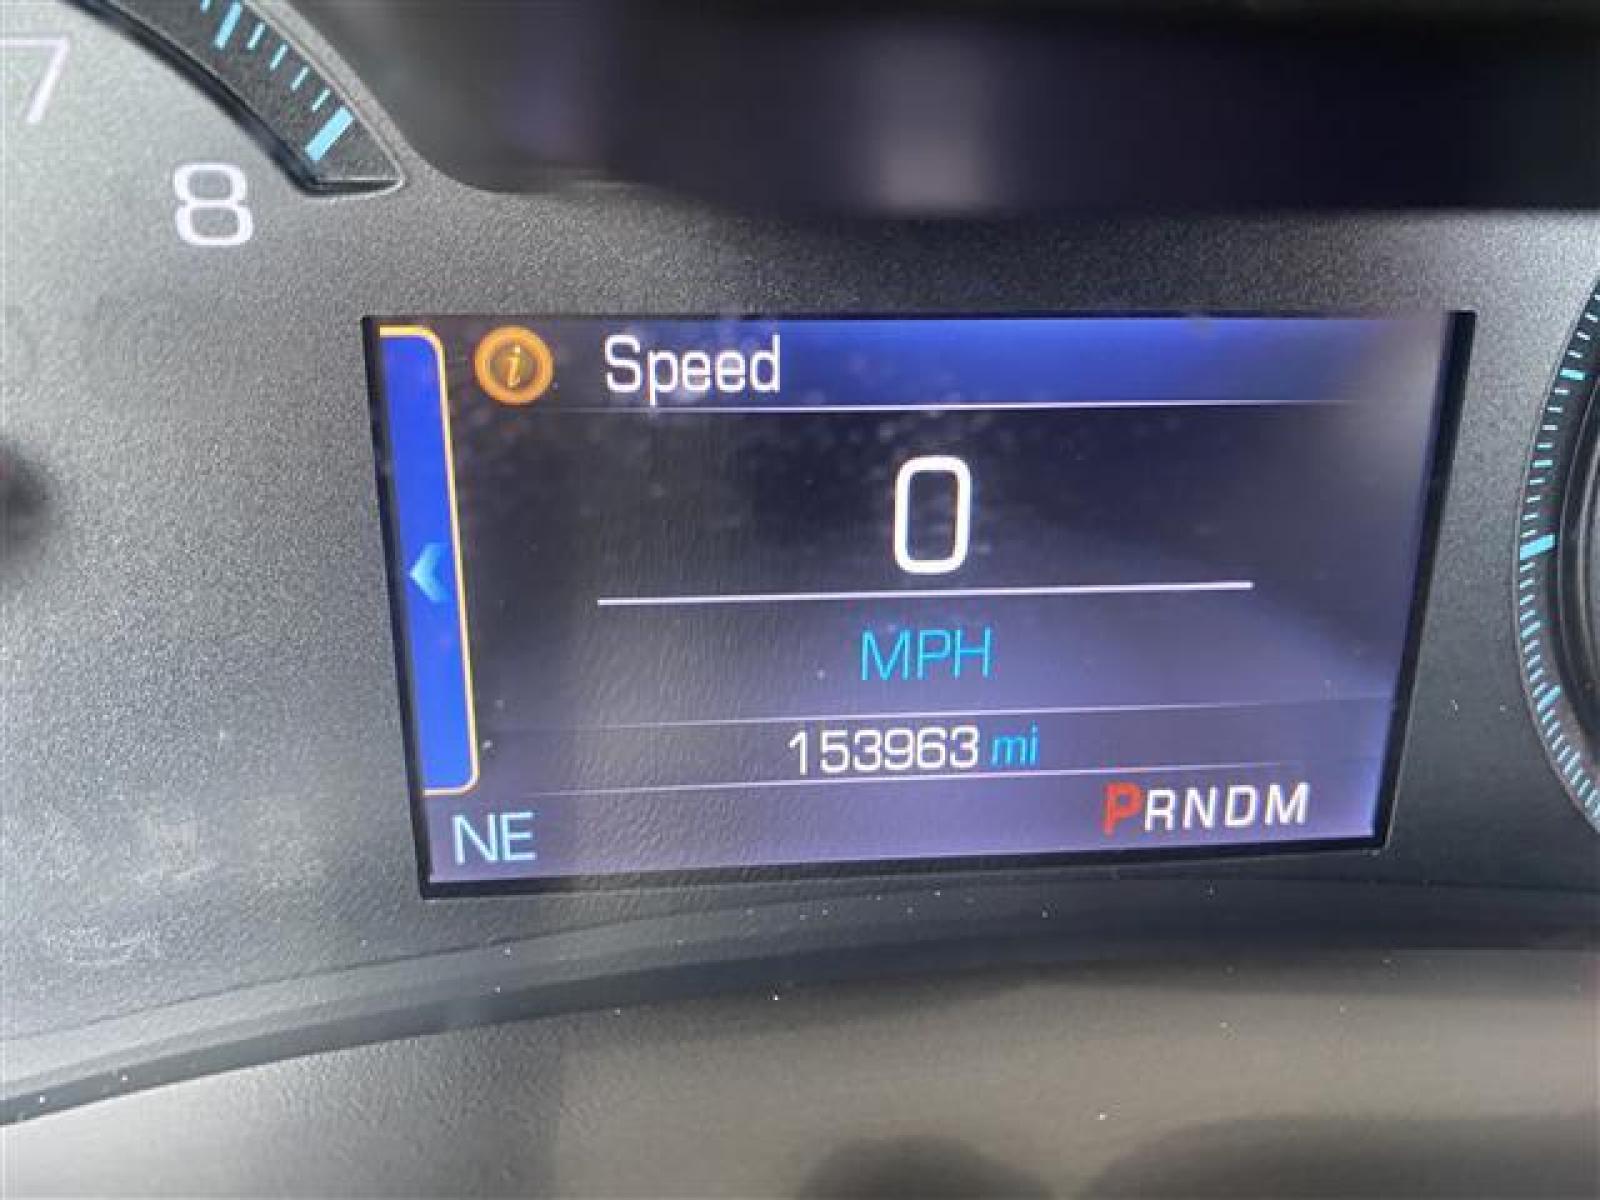 7
8
i Speed
0
MPH
153963 mi
NE
PRNDM